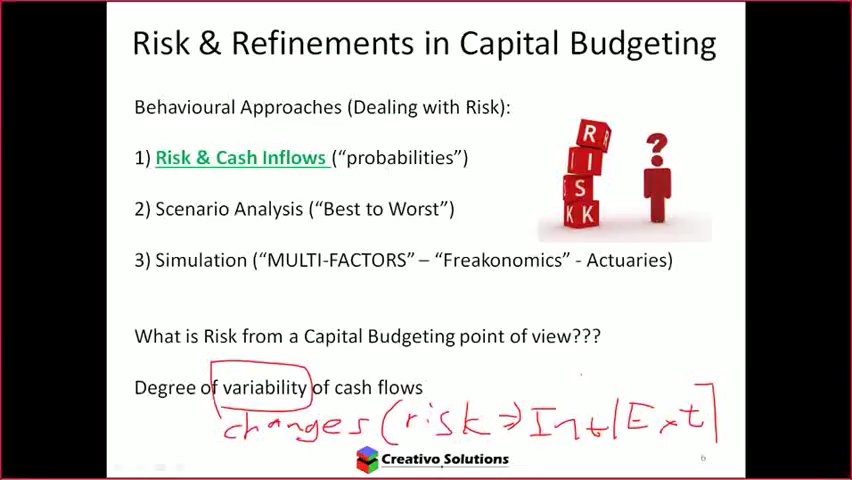 Risk & Refinements in Capital Budgeting
Behavioural Approaches (Dealing with Risk):
1) Risk & Cash Inflows (“probabilities”)
2) Scenario Analysis (“Best to Worst”)
3) Simulation (“MULTI-FACTORS” – “Freakonomics” - Actuaries)
R
I I
S
K K
?
What is Risk from a Capital Budgeting point of view???
Degree of variability of cash flows
changes (risk ⇒ Int/Ext]
Creativo Solutions
6